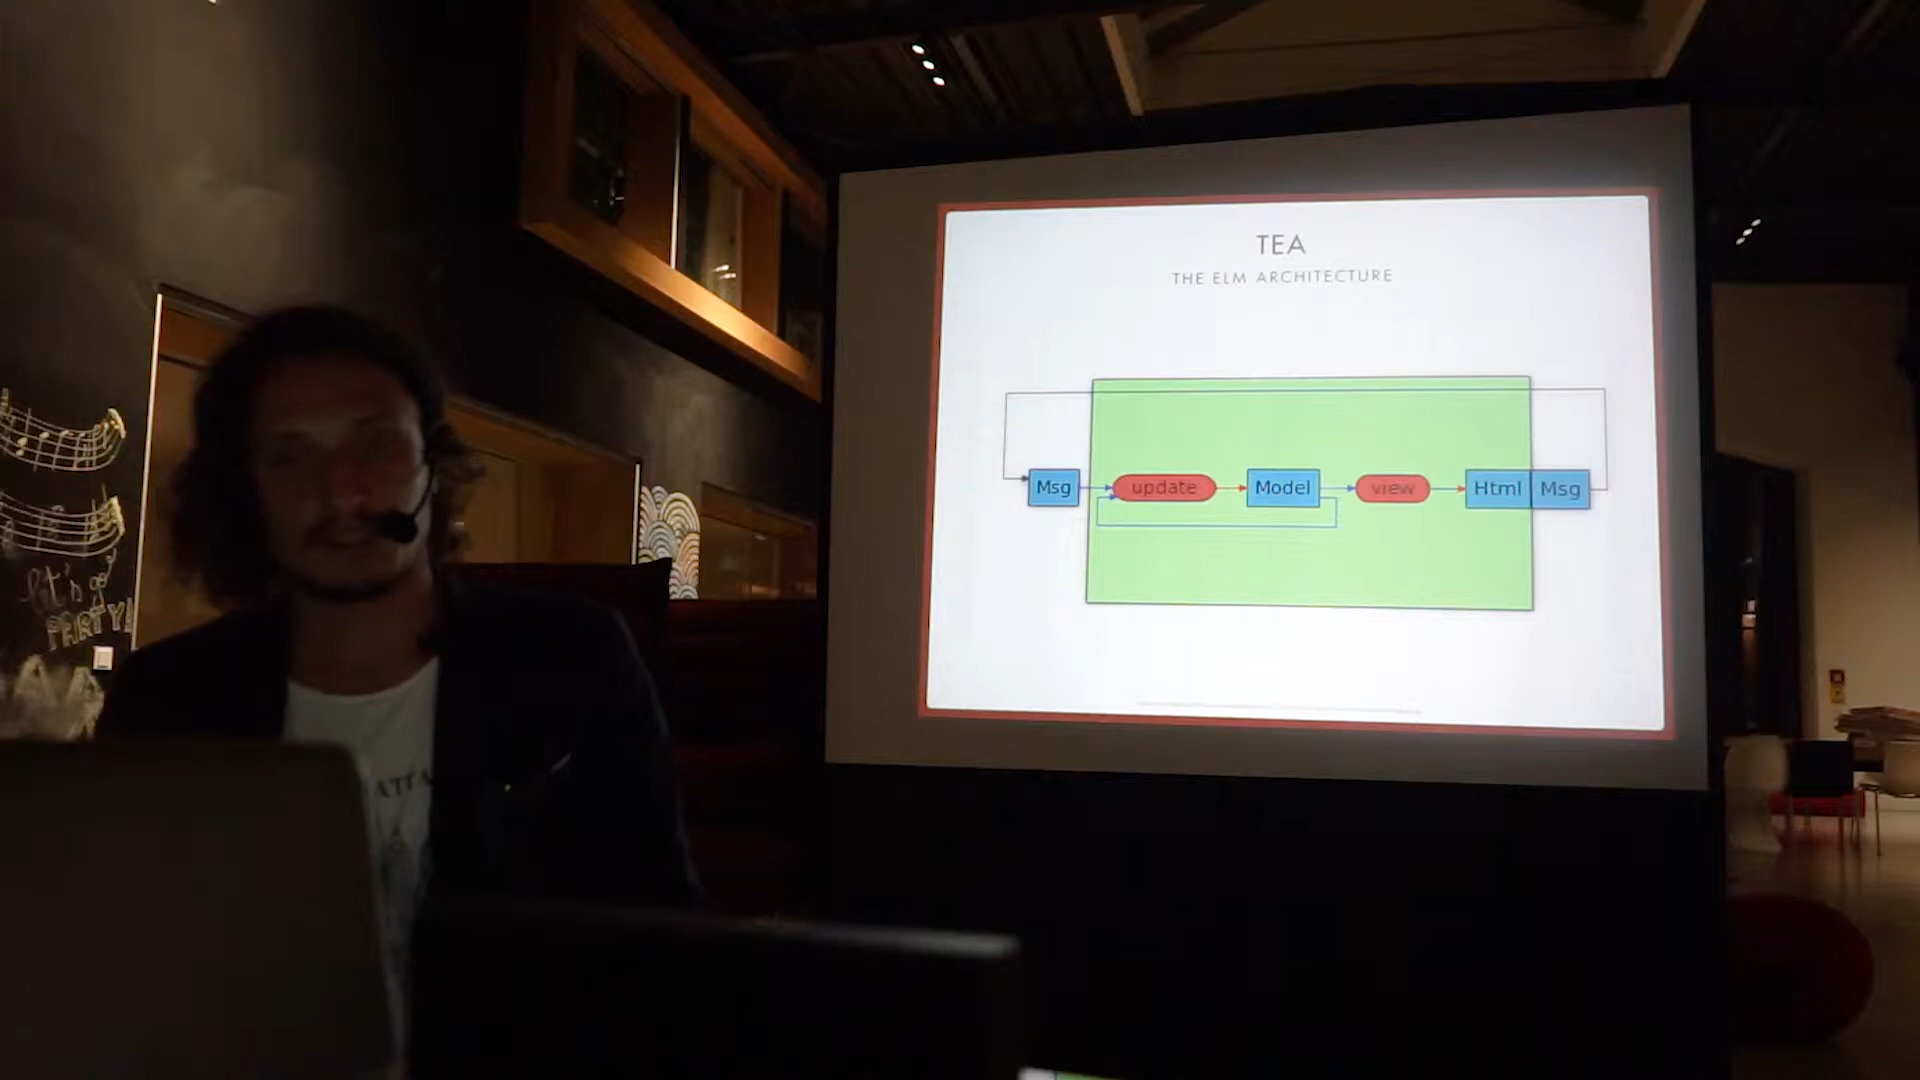 TEA
THE ELM ARCHITECTURE
Msg
update
Model
view
Html
Msg
let's go
PARTY!